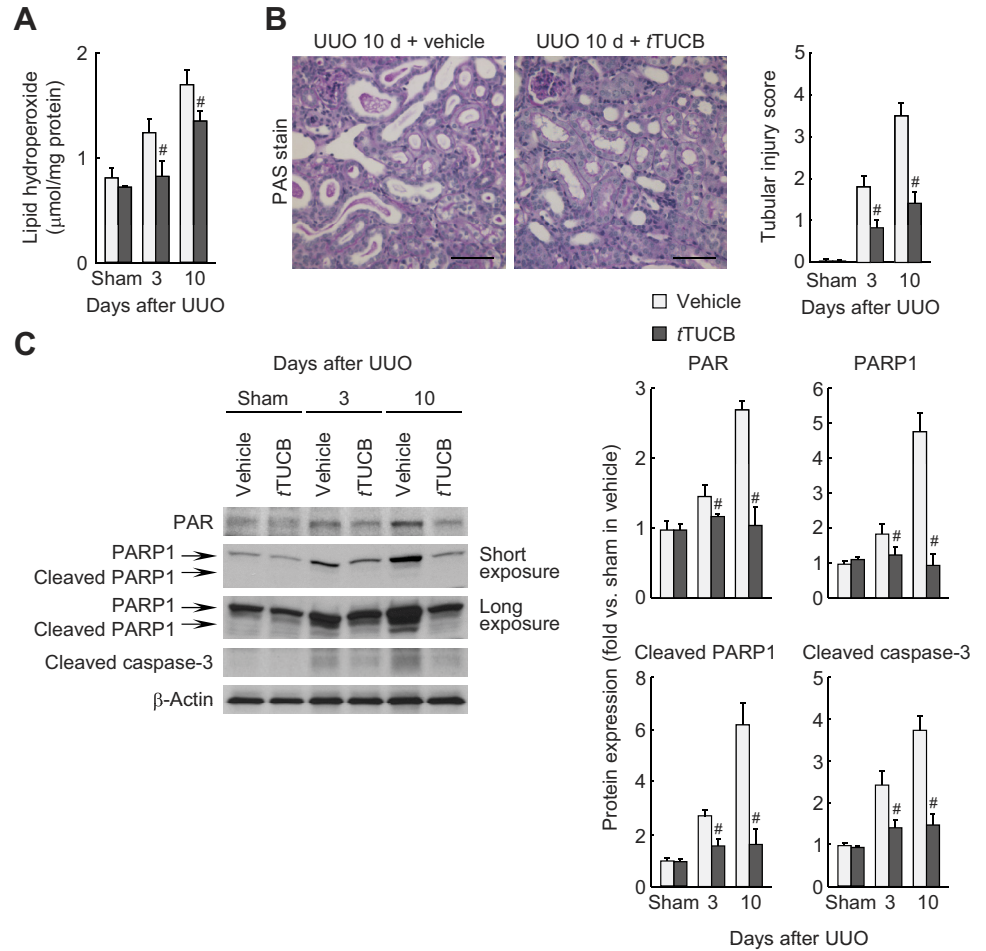 A
Lipid hydroperoxide
(μmol/mg protein)
2
1
0
#
#
Sham 3 10
Days after UUO
B
UUO 10 d + vehicle
UUO 10 d + tTUCB
PAS stain
Tubular injury score
5
4
3
2
1
0
#
#
Sham 3 10
Days after UUO
Vehicle
tTUCB
C
Days after UUO
Sham 3 10
Vehicle
tTUCB
Vehicle
tTUCB
Vehicle
tTUCB
PAR
PARP1
Cleaved PARP1
Short
exposure
PARP1
Cleaved PARP1
Long
exposure
Cleaved caspase-3
β-Actin
Protein expression (fold vs. sham in vehicle)
PAR
3
2
1
0
#
#
PARP1
6
5
4
3
2
1
0
#
#
Cleaved PARP1
8
6
4
2
0
#
#
Sham 3 10
Cleaved caspase-3
5
4
3
2
1
0
#
#
Sham 3 10
Days after UUO